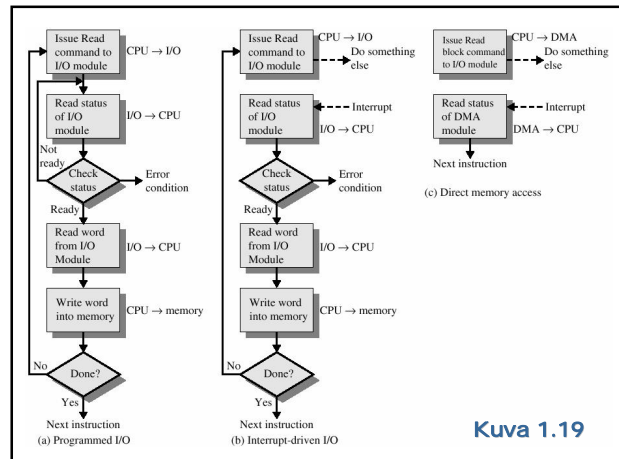 Issue Read
command to
I/O module
CPU → I/O
Read status
of I/O
module
I/O → CPU
Not
ready
Check
status
Error
condition
Ready
Read word
from I/O
Module
I/O → CPU
Write word
into memory
CPU → memory
No
Done?
Yes
Next instruction
(a) Programmed I/O
Issue Read
command to
I/O module
CPU → I/O
Do something
else
Read status
of I/O
module
Interrupt
I/O → CPU
Check
status
Error
condition
Ready
Read word
from I/O
Module
I/O → CPU
Write word
into memory
CPU → memory
No
Done?
Yes
Next instruction
(b) Interrupt-driven I/O
Issue Read
block command
to I/O module
CPU → DMA
Do something
else
Read status
of DMA
module
Interrupt
DMA → CPU
Next instruction
(c) Direct memory access
Kuva 1.19